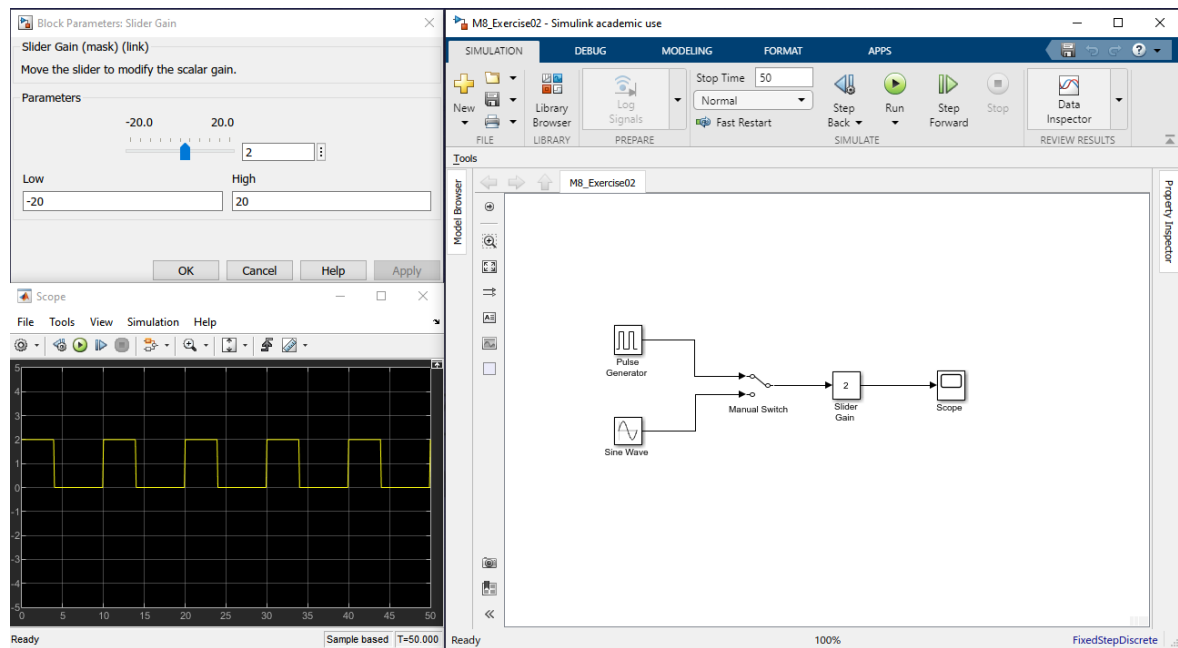 Block Parameters: Slider Gain
Slider Gain (mask) (link)
Move the slider to modify the scalar gain.
Parameters
-20.0 20.0
2
Low High
-20 20
OK Cancel Help Apply
Scope
File Tools View Simulation Help
5
4
3
2
1
0
-1
-2
-3
-4
-5
0 5 10 15 20 25 30 35 40 45 50
Ready Sample based T=50.000
M8_Exercise02 - Simulink academic use
SIMULATION DEBUG MODELING FORMAT APPS
New
FILE
Library
Browser
LIBRARY
Log
Signals
PREPARE
Stop Time 50
Normal
Fast Restart
Step
Back
Run
Step
Forward
Stop
SIMULATE
Data
Inspector
REVIEW RESULTS
Tools
Model Browser
M8_Exercise02
Property Inspector
Pulse
Generator
Sine Wave
Manual Switch
2
Slider
Gain
Scope
Ready 100% FixedStepDiscrete